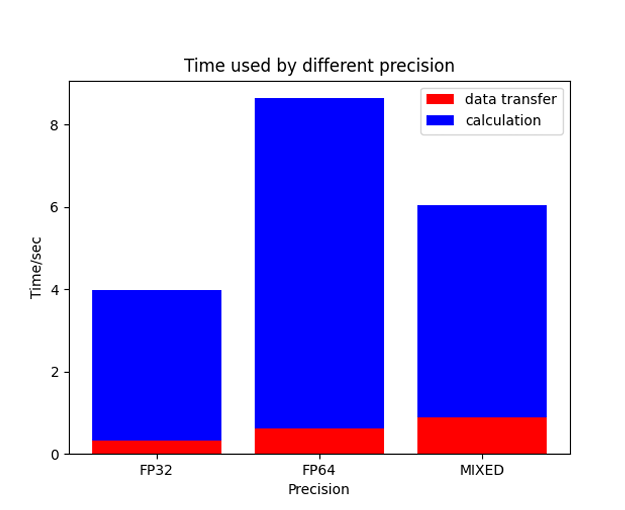 Time used by different precision
data transfer
calculation
8
6
4
2
0
Time/sec
FP32
FP64
MIXED
Precision